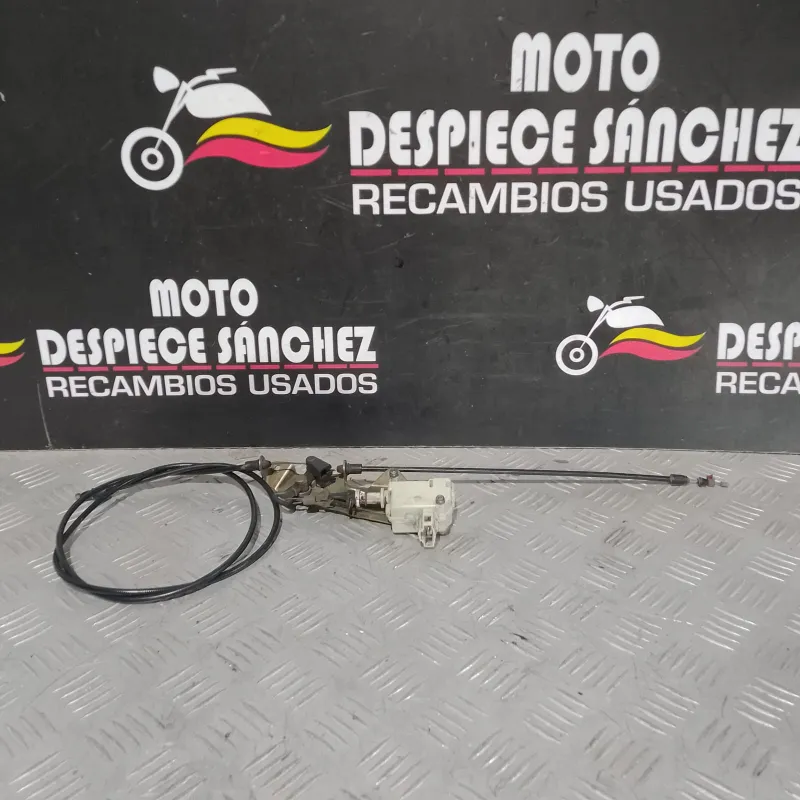 MOTO
DESPIECE SÁNCHEZ
RECAMBIOS USADOS
MOTO
DESPIECE SÁNCHEZ
RECAMBIOS USADOS
DESP
RECA